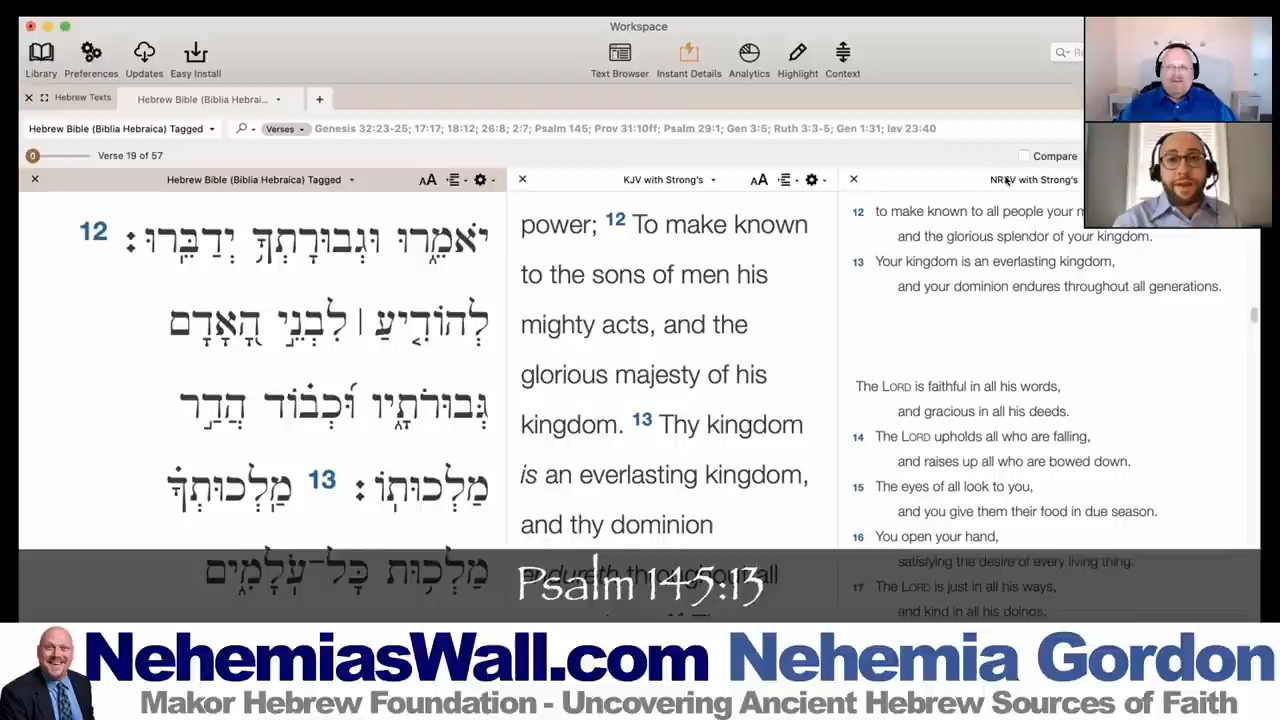 Workspace
Library Preferences Updates Easy Install
Text Browser Instant Details Analytics Highlight Context
Hebrew Texts
Hebrew Bible (Biblia Hebrai...
+
Hebrew Bible (Biblia Hebraica) Tagged
Verses
Genesis 32:23-25; 17:17; 18:12; 26:8; 2:7; Psalm 145; Prov 31:10ff; Psalm 29:1; Gen 3:5; Ruth 3:3-5; Gen 1:31; lev 23:40
0
Verse 19 of 57
Compare
Hebrew Bible (Biblia Hebraica) Tagged
יֹאמֵ֑רוּ וּגְבוּרָתְךָ֥ יְדַבֵּֽרוּ׃ 12
לְהוֹדִ֤יעַ ׀ לִבְנֵ֣י הָ֭אָדָם
גְּבוּרֹתָ֑יו וּ֝כְב֗וֹד הֲדַ֣ר
מַלְכוּתֽוֹ׃ 13 מַֽלְכוּתְךָ֗
מַלְכ֥וּת כָּל־עֹֽלָמִ֑ים
KJV with Strong's
power; 12 To make known
to the sons of men his
mighty acts, and the
glorious majesty of his
kingdom. 13 Thy kingdom
is an everlasting kingdom,
and thy dominion
endureth throughout all
NRSV with Strong's
12 to make known to all people your
and the glorious splendor of your kingdom.
13 Your kingdom is an everlasting kingdom,
and your dominion endures throughout all generations.
The LORD is faithful in all his words,
and gracious in all his deeds.
14 The LORD upholds all who are falling,
and raises up all who are bowed down.
15 The eyes of all look to you,
and you give them their food in due season.
16 You open your hand,
satisfying the desire of every living thing.
17 The LORD is just in all his ways,
and kind in all his doings.
Psalm 145:13
NehemiasWall.com Nehemia Gordon
Makor Hebrew Foundation - Uncovering Ancient Hebrew Sources of Faith